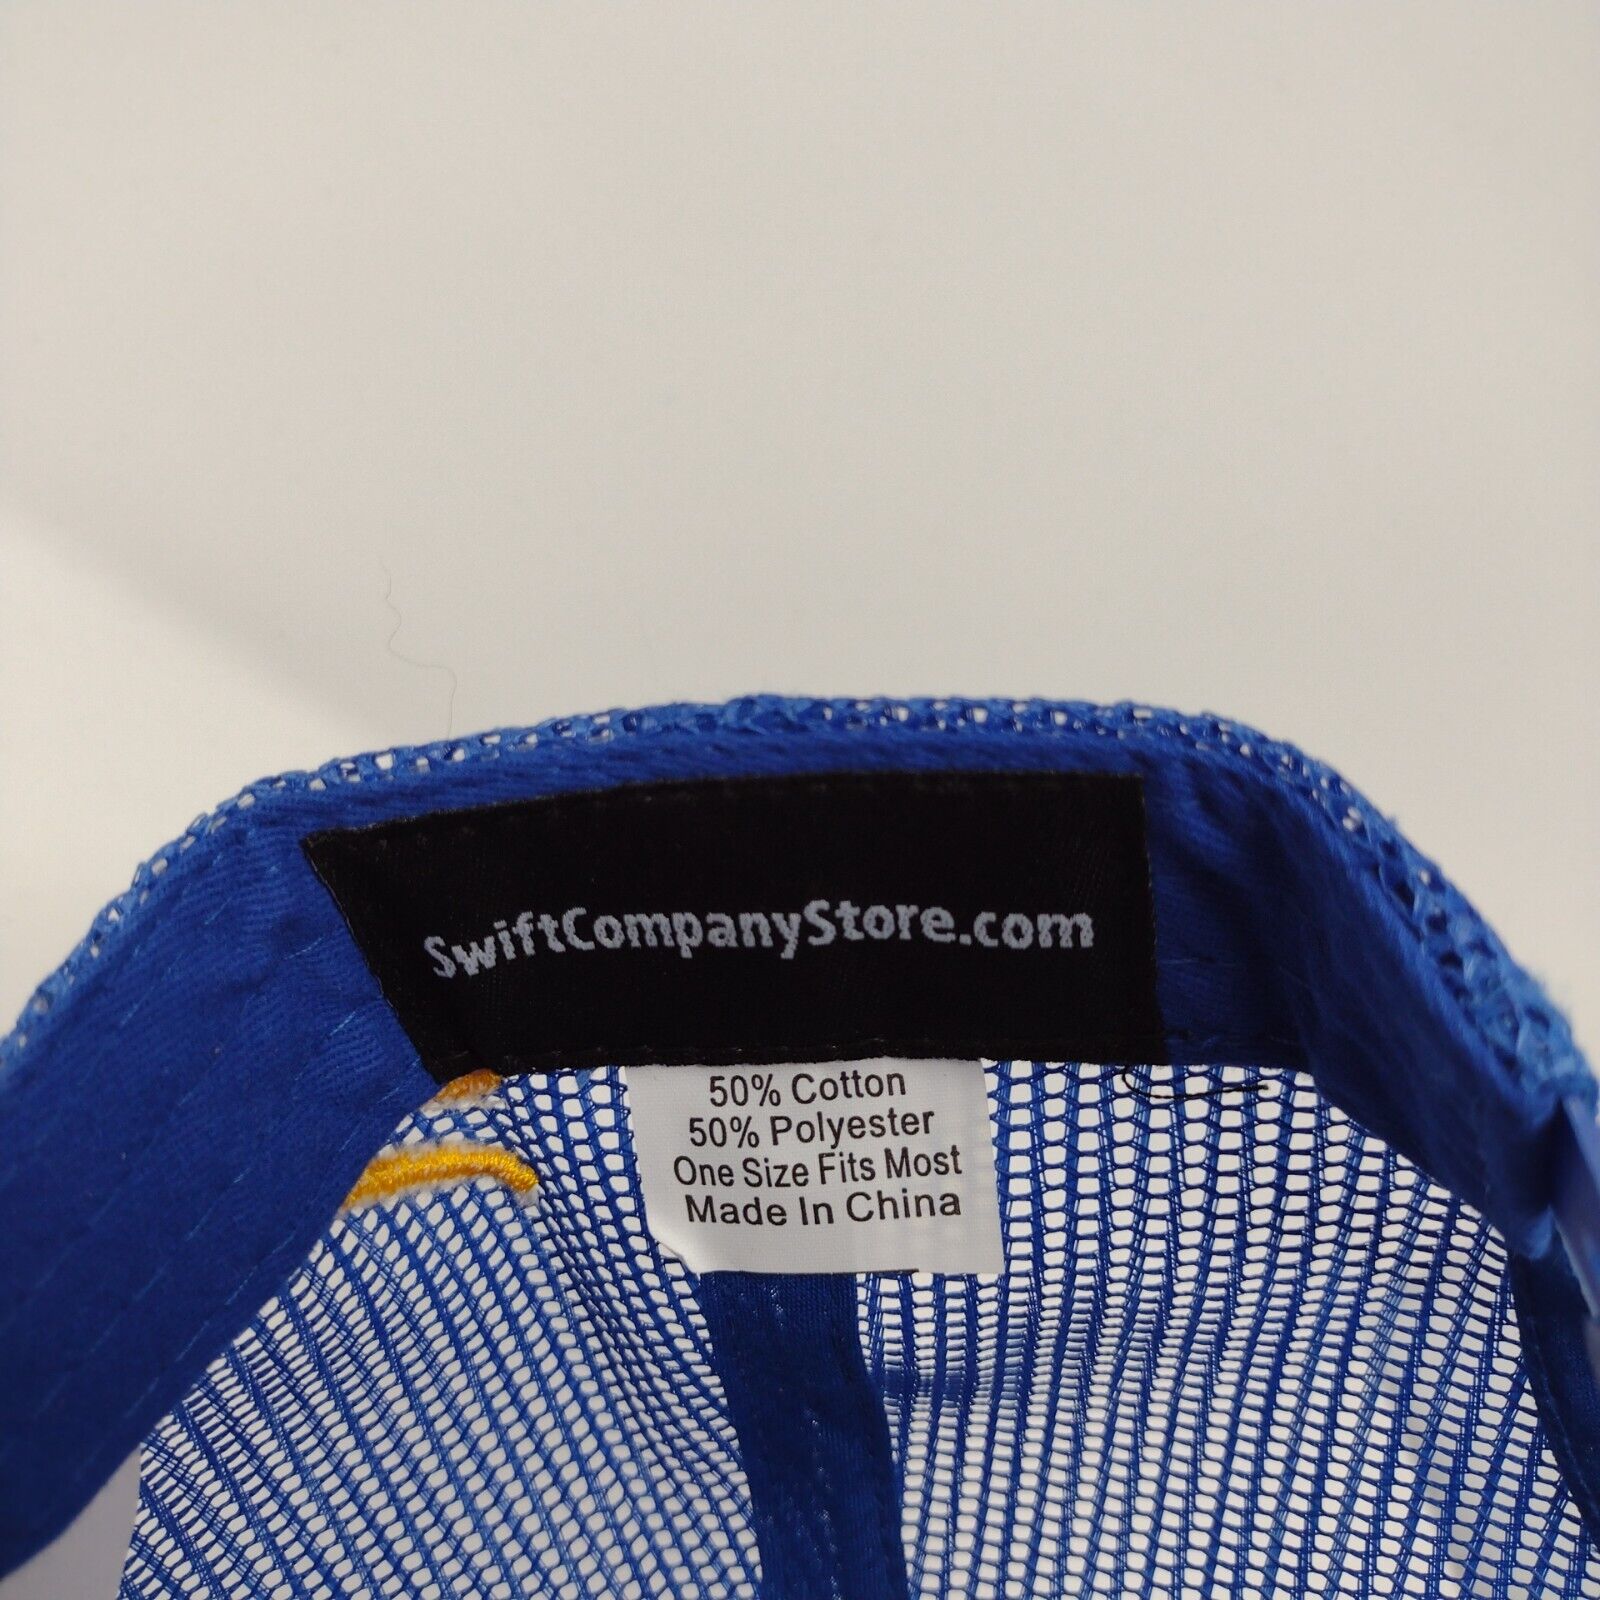 SwiftCompanyStore.com
50% Cotton
50% Polyester
One Size Fits Most
Made In China